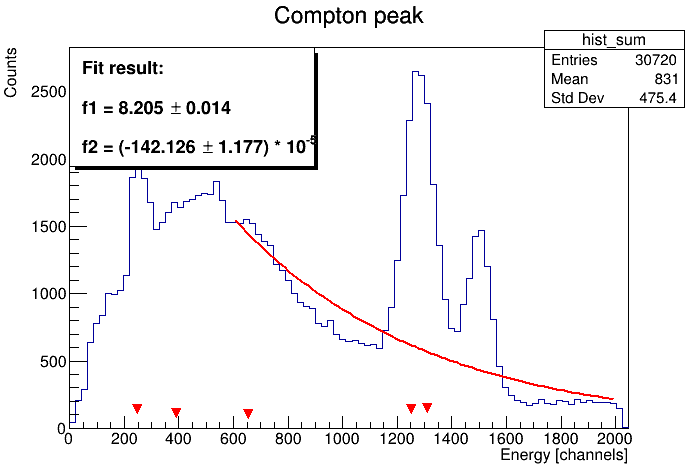 Compton peak
hist_sum
Entries 30720
Mean 831
Std Dev 475.4
Fit result:
f1 = 8.205 ± 0.014
f2 = (-142.126 ± 1.177) * 10^-5
Counts
2500
2000
1500
1000
500
0
0 200 400 600 800 1000 1200 1400 1600 1800 2000
Energy [channels]